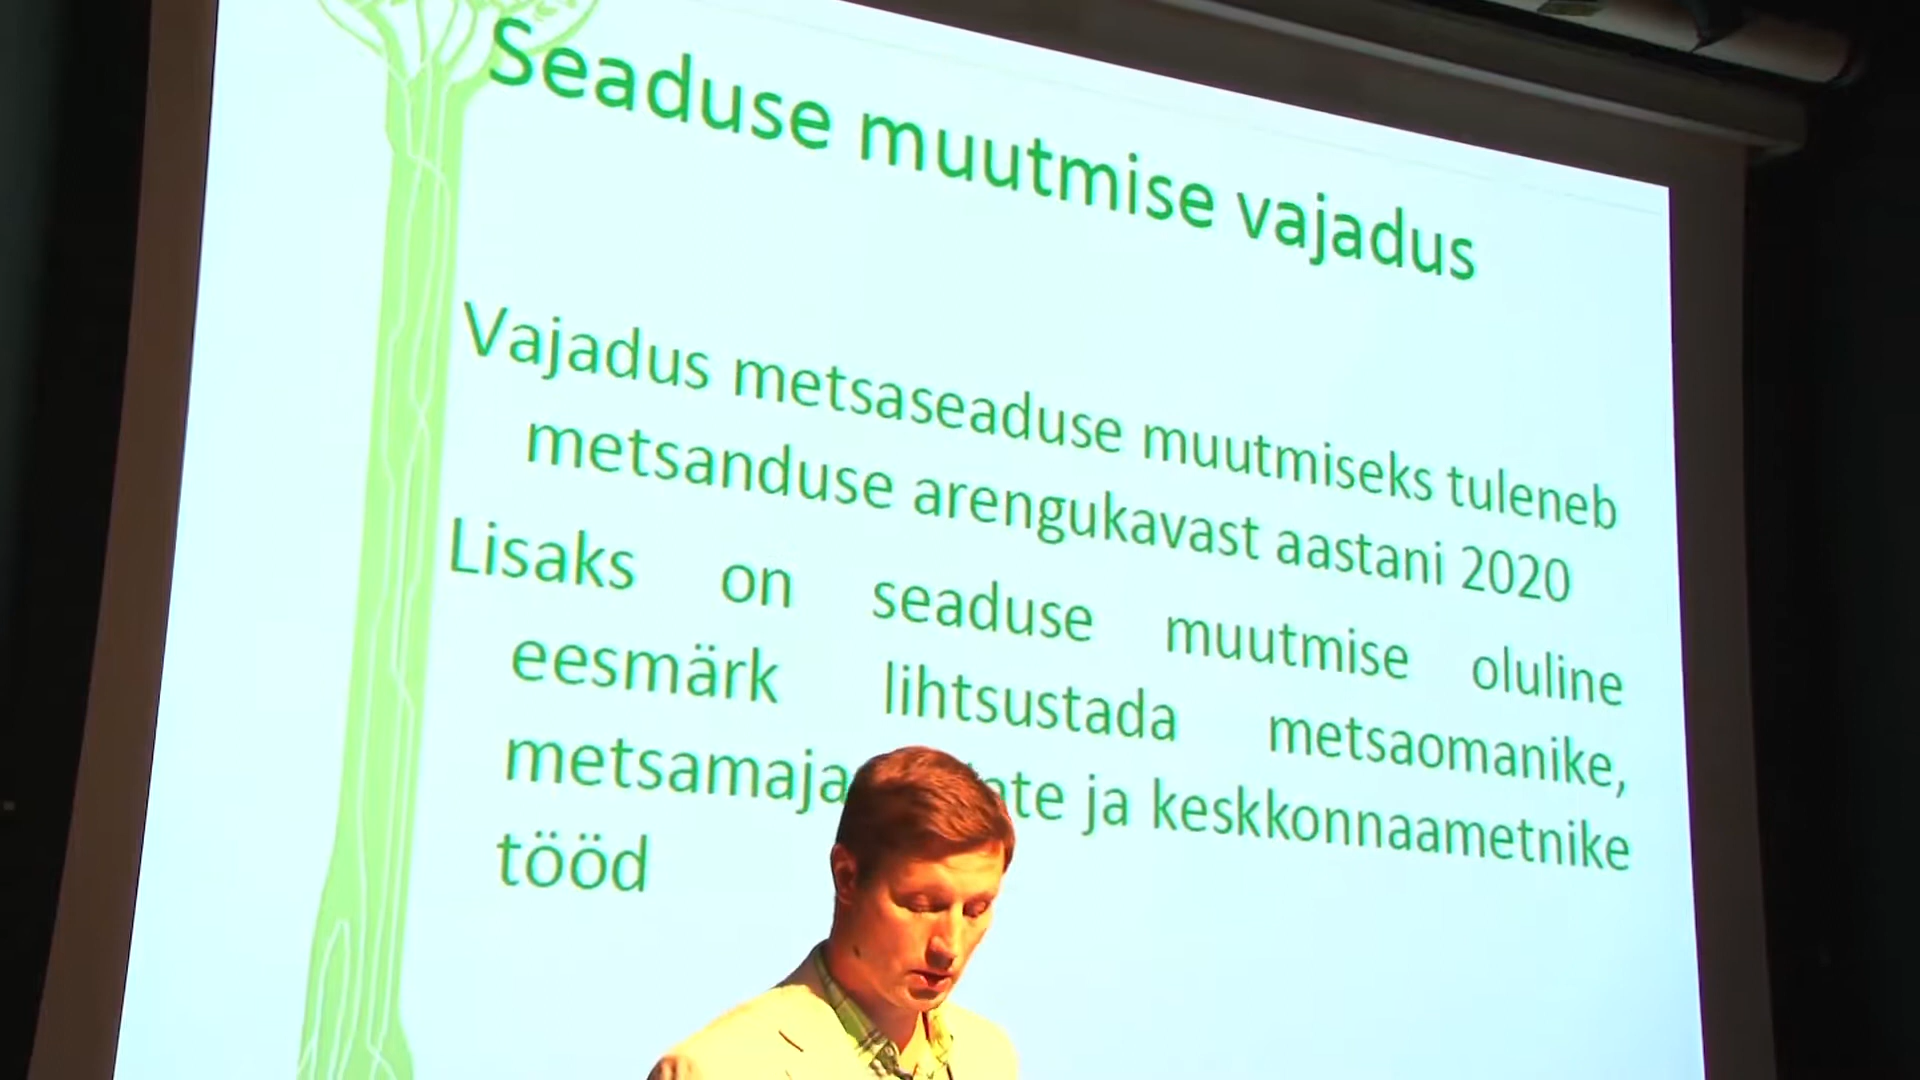 Seaduse muutmise vajadus
Vajadus metsaseaduse muutmiseks tuleneb
metsanduse arengukavast aastani 2020
Lisaks on seaduse muutmise oluline
eesmärk lihtsustada metsaomanike,
ja keskkonnaametnike
tööd